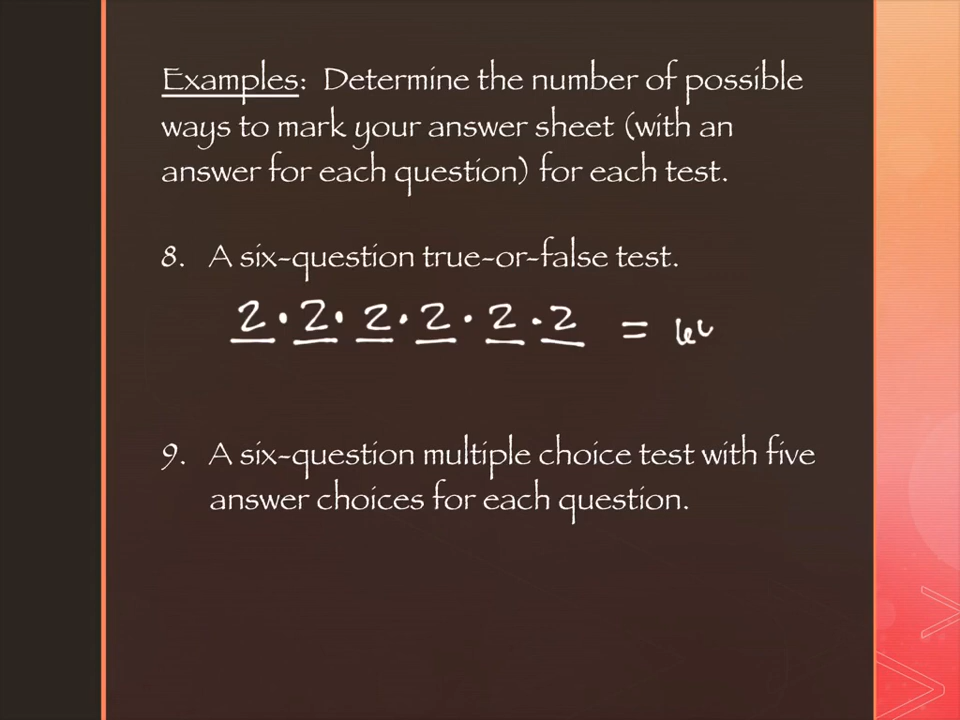 Examples: Determine the number of possible
ways to mark your answer sheet (with an
answer for each question) for each test.
8. A six-question true-or-false test.
2 · 2 · 2 · 2 · 2 · 2 =
9. A six-question multiple choice test with five
answer choices for each question.